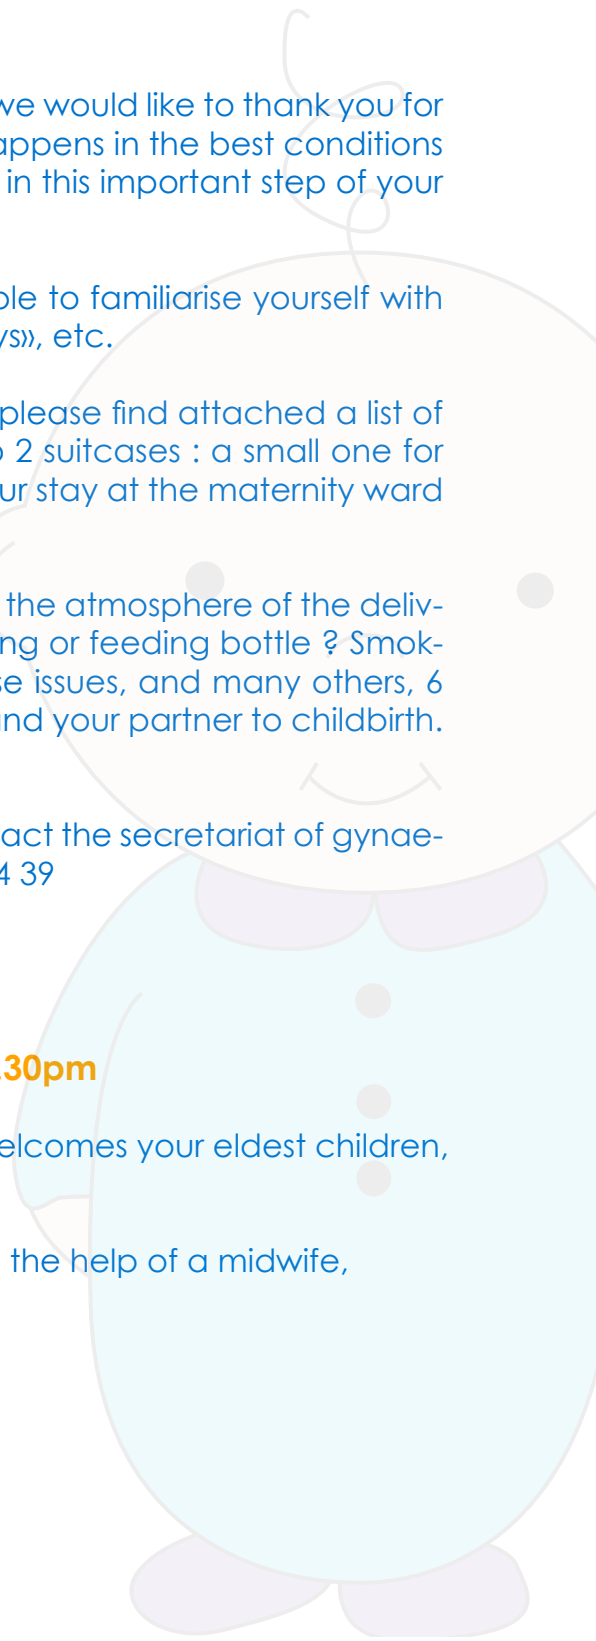 we would like to thank you for
appens in the best conditions
in this important step of your
ble to familiarise yourself with
ys», etc.
please find attached a list of
2 suitcases : a small one for
ur stay at the maternity ward
the atmosphere of the deliv-
ng or feeding bottle ? Smok-
se issues, and many others, 6
and your partner to childbirth.
act the secretariat of gynae-
4 39
.30pm
elcomes your eldest children,
the help of a midwife,